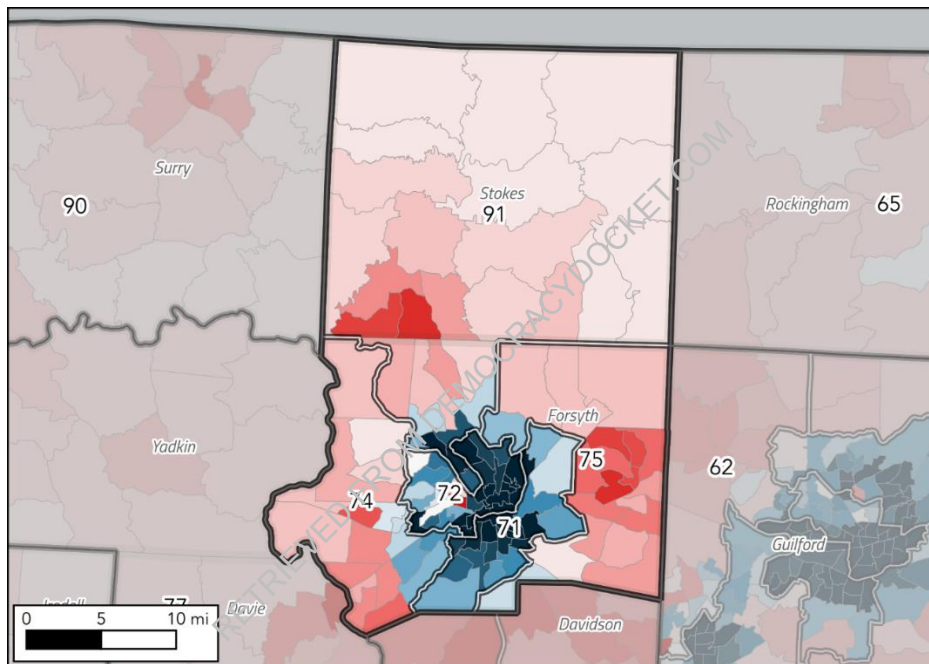 Surry
90
Stokes
91
Rockingham
65
Yadkin
Forsyth
75
62
74
72
71
Guilford
77
Davie
Davidson
0 5 10 mi
RETRIEVED FROM DEMOCRACYDOCKET.COM